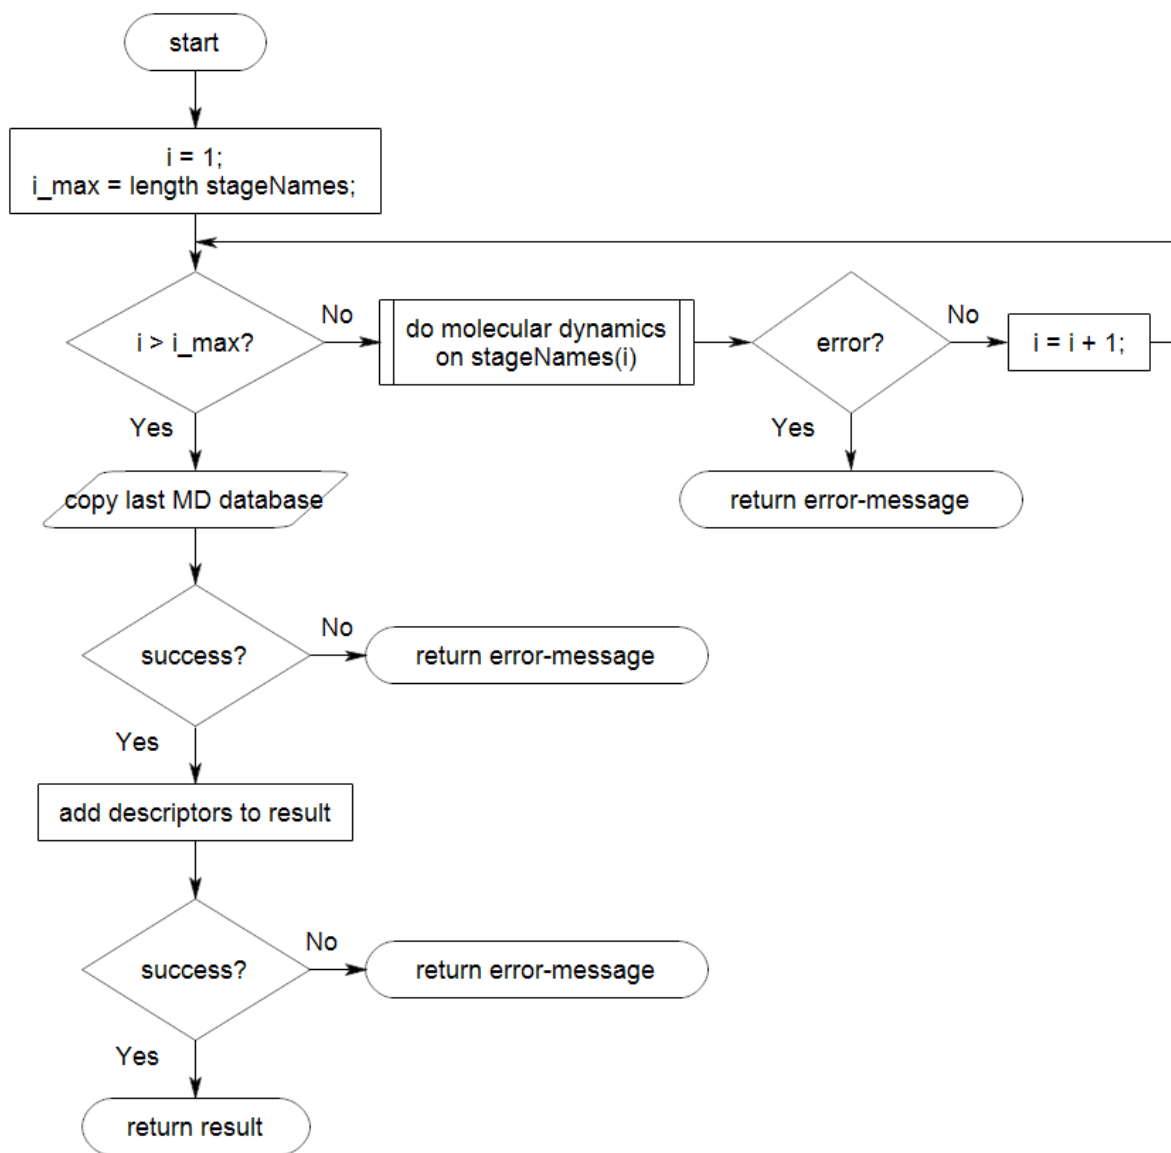 start
i = 1;
i_max = length stageNames;
i > i_max?
No
do molecular dynamics
on stageNames(i)
error?
No
i = i + 1;
Yes
Yes
copy last MD database
return error-message
success?
No
return error-message
Yes
add descriptors to result
success?
No
return error-message
Yes
return result